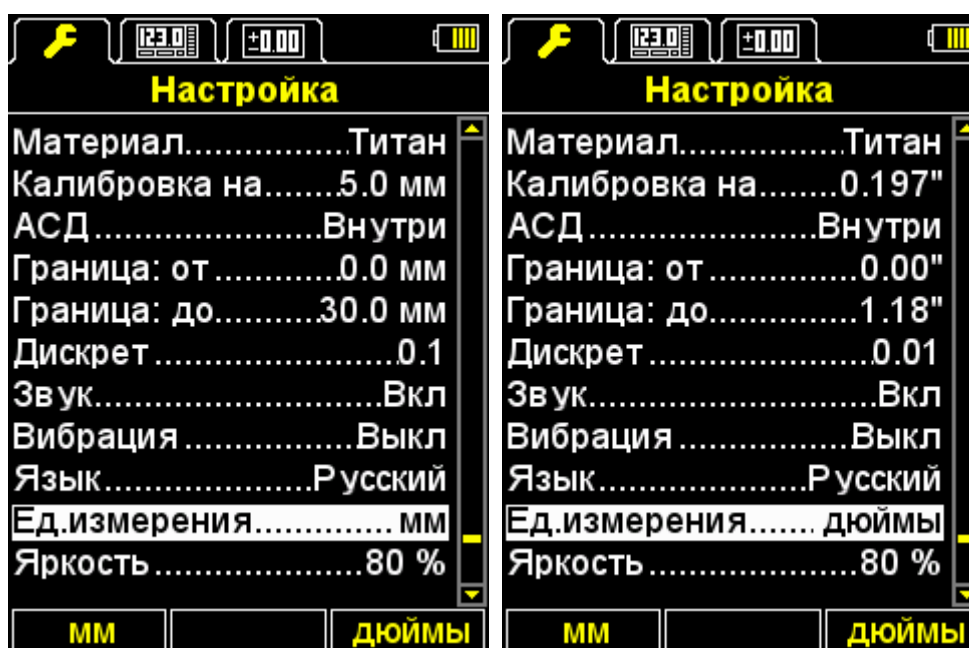 123.0 ±0.00
Настройка
Материал................Титан
Калибровка на.......5.0 мм
АСД......................Внутри
Граница: от............0.0 мм
Граница: до..........30.0 мм
Дискрет.......................0.1
Звук...........................Вкл
Вибрация................Выкл
Язык...................Русский
Ед.измерения............. мм
Яркость....................80 %
мм дюймы
123.0 ±0.00
Настройка
Материал................Титан
Калибровка на........0.197"
АСД......................Внутри
Граница: от..............0.00"
Граница: до..............1.18"
Дискрет.....................0.01
Звук...........................Вкл
Вибрация................Выкл
Язык...................Русский
Ед.измерения....... дюймы
Яркость....................80 %
мм дюймы